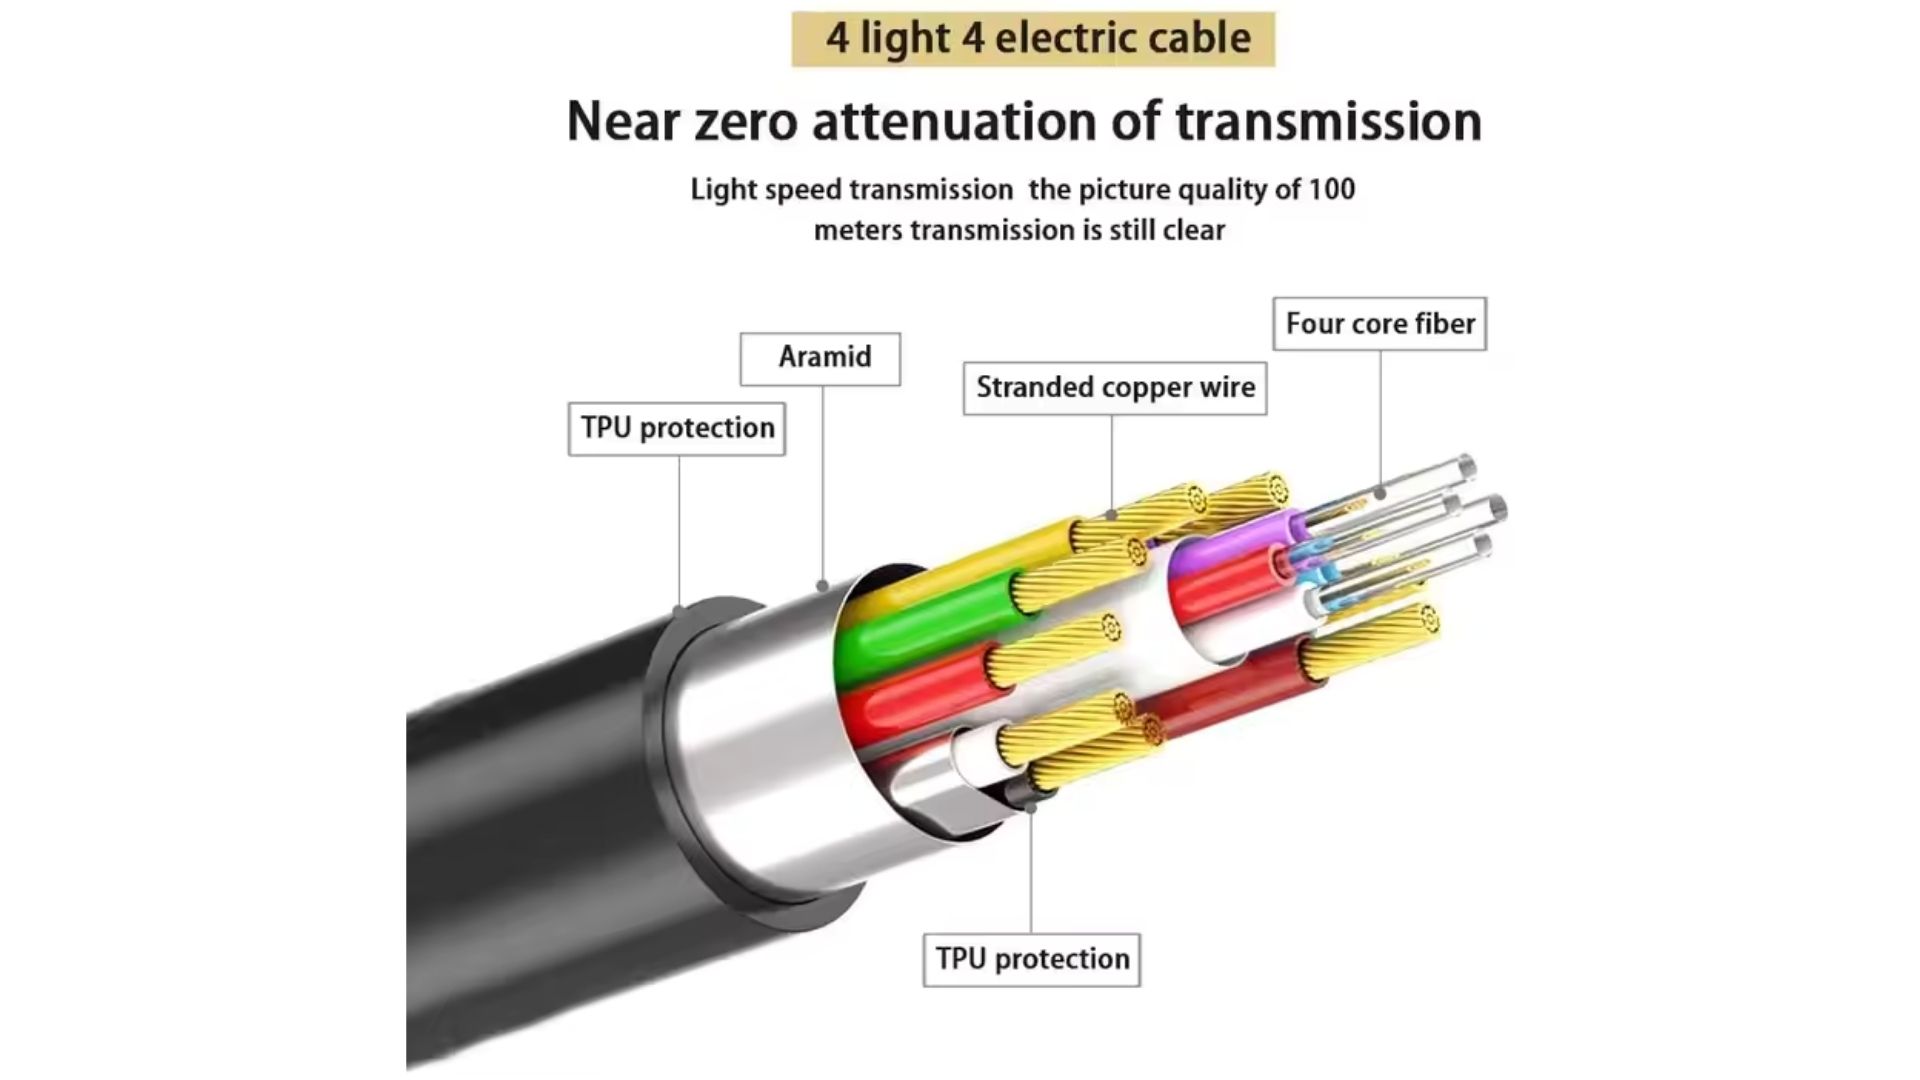 4 light 4 electric cable
Near zero attenuation of transmission
Light speed transmission the picture quality of 100
meters transmission is still clear
Four core fiber
Aramid
Stranded copper wire
TPU protection
TPU protection